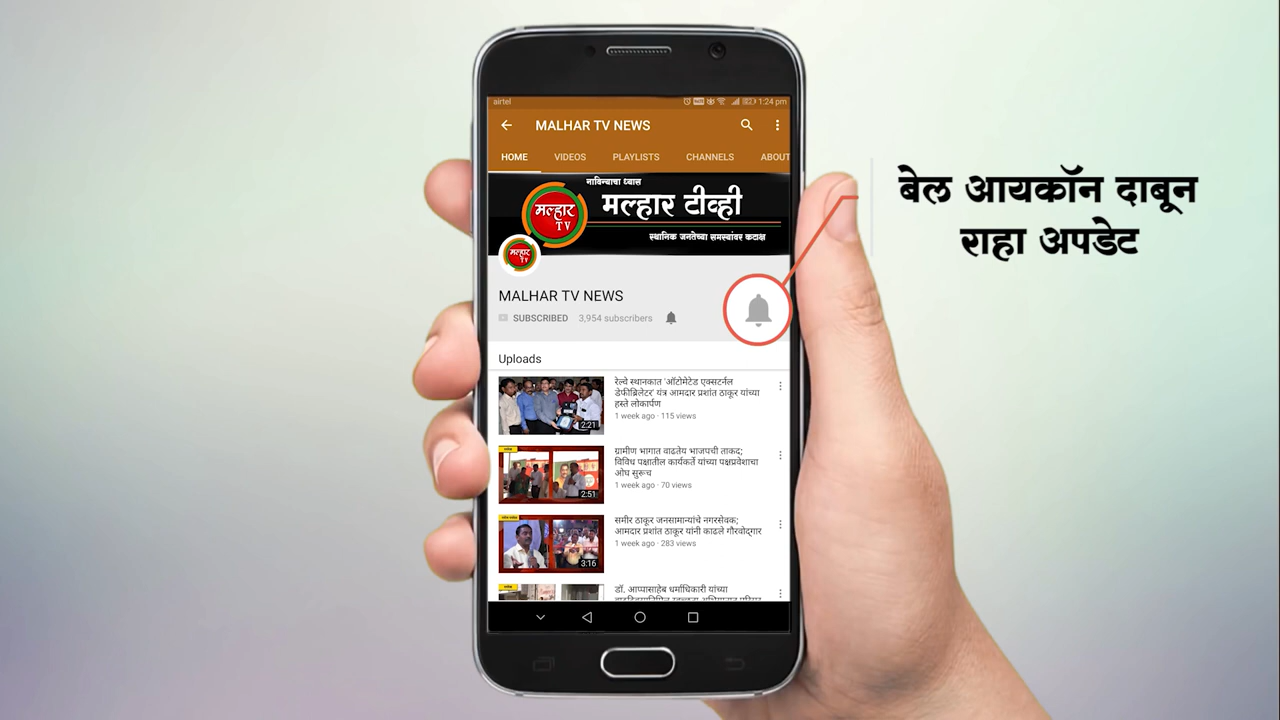 airtel
1:24 pm
MALHAR TV NEWS
HOME VIDEOS PLAYLISTS CHANNELS ABOUT
नाविन्याचा ध्यास
मल्हार टीव्ही
मल्हार
TV
स्थानिक जनतेच्या समस्यांवर कटाक्ष
मल्हार
TV
MALHAR TV NEWS
SUBSCRIBED 3,954 subscribers
Uploads
रेल्वे स्थानकात 'ऑटोमेटेड एक्सटर्नल
डेफीब्रिलेटर' यंत्र आमदार प्रशांत ठाकूर यांच्या
हस्ते लोकार्पण
1 week ago · 115 views
2:21
ग्रामीण भागात वाढतेय भाजपची ताकद;
विविध पक्षातील कार्यकर्ते यांच्या पक्षप्रवेशाचा
ओघ सुरूच
1 week ago · 70 views
2:51
समीर ठाकूर जनसामान्यांचे नगरसेवक;
आमदार प्रशांत ठाकूर यांनी काढले गौरवोद्गार
1 week ago · 283 views
3:16
डॉ. आप्पासाहेब धर्माधिकारी यांच्या
बेल आयकॉन दाबून
राहा अपडेट